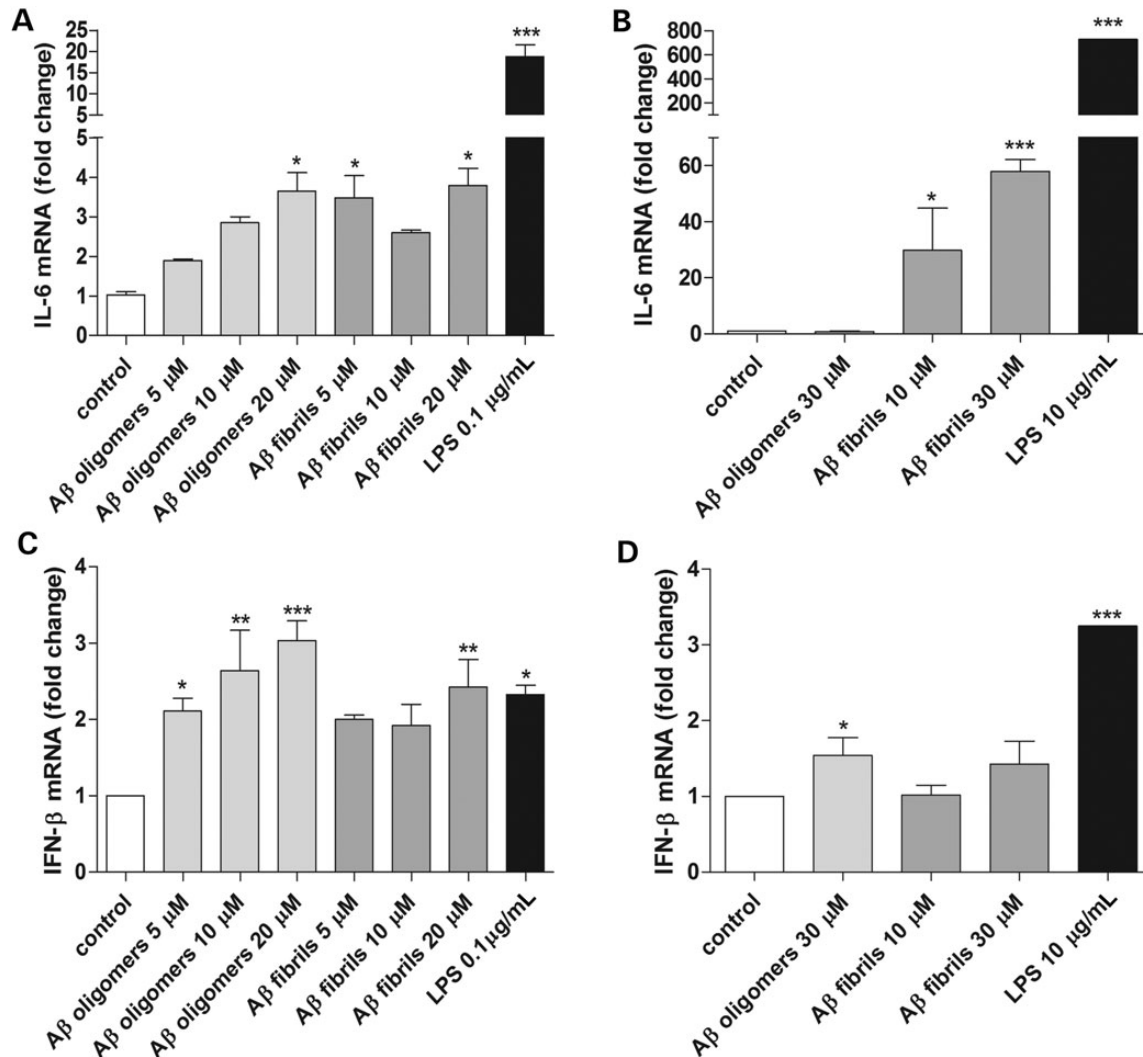 A
IL-6 mRNA (fold change)
25
20
15
10
5
5
4
3
2
1
0
*
*
*
***
control
Aβ oligomers 5 μM
Aβ oligomers 10 μM
Aβ oligomers 20 μM
Aβ fibrils 5 μM
Aβ fibrils 10 μM
Aβ fibrils 20 μM
LPS 0.1 μg/mL
B
IL-6 mRNA (fold change)
800
600
400
200
60
40
20
0
*
***
***
control
Aβ oligomers 30 μM
Aβ fibrils 10 μM
Aβ fibrils 30 μM
LPS 10 μg/mL
C
IFN-β mRNA (fold change)
4
3
2
1
0
*
**
***
**
*
control
Aβ oligomers 5 μM
Aβ oligomers 10 μM
Aβ oligomers 20 μM
Aβ fibrils 5 μM
Aβ fibrils 10 μM
Aβ fibrils 20 μM
LPS 0.1μg/mL
D
IFN-β mRNA (fold change)
4
3
2
1
0
*
***
control
Aβ oligomers 30 μM
Aβ fibrils 10 μM
Aβ fibrils 30 μM
LPS 10 μg/mL